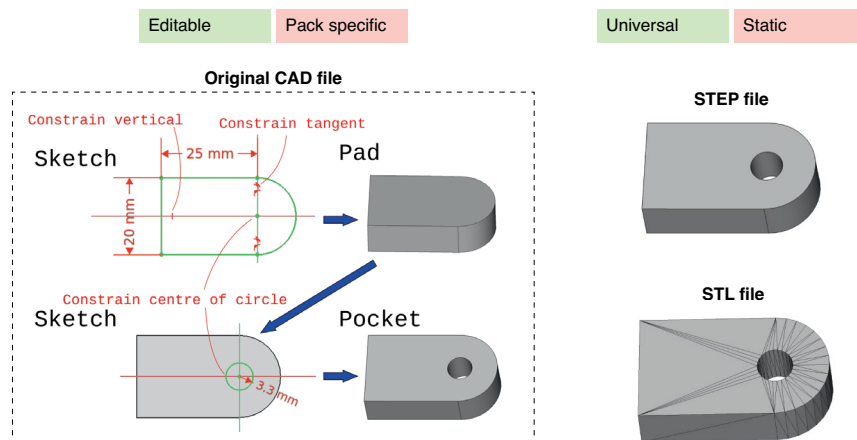 Editable
Pack specific
Universal
Static
Original CAD file
Constrain vertical
Constrain tangent
Sketch
25 mm
Pad
20 mm
Constrain centre of circle
Sketch
Pocket
3.3 mm
STEP file
STL file